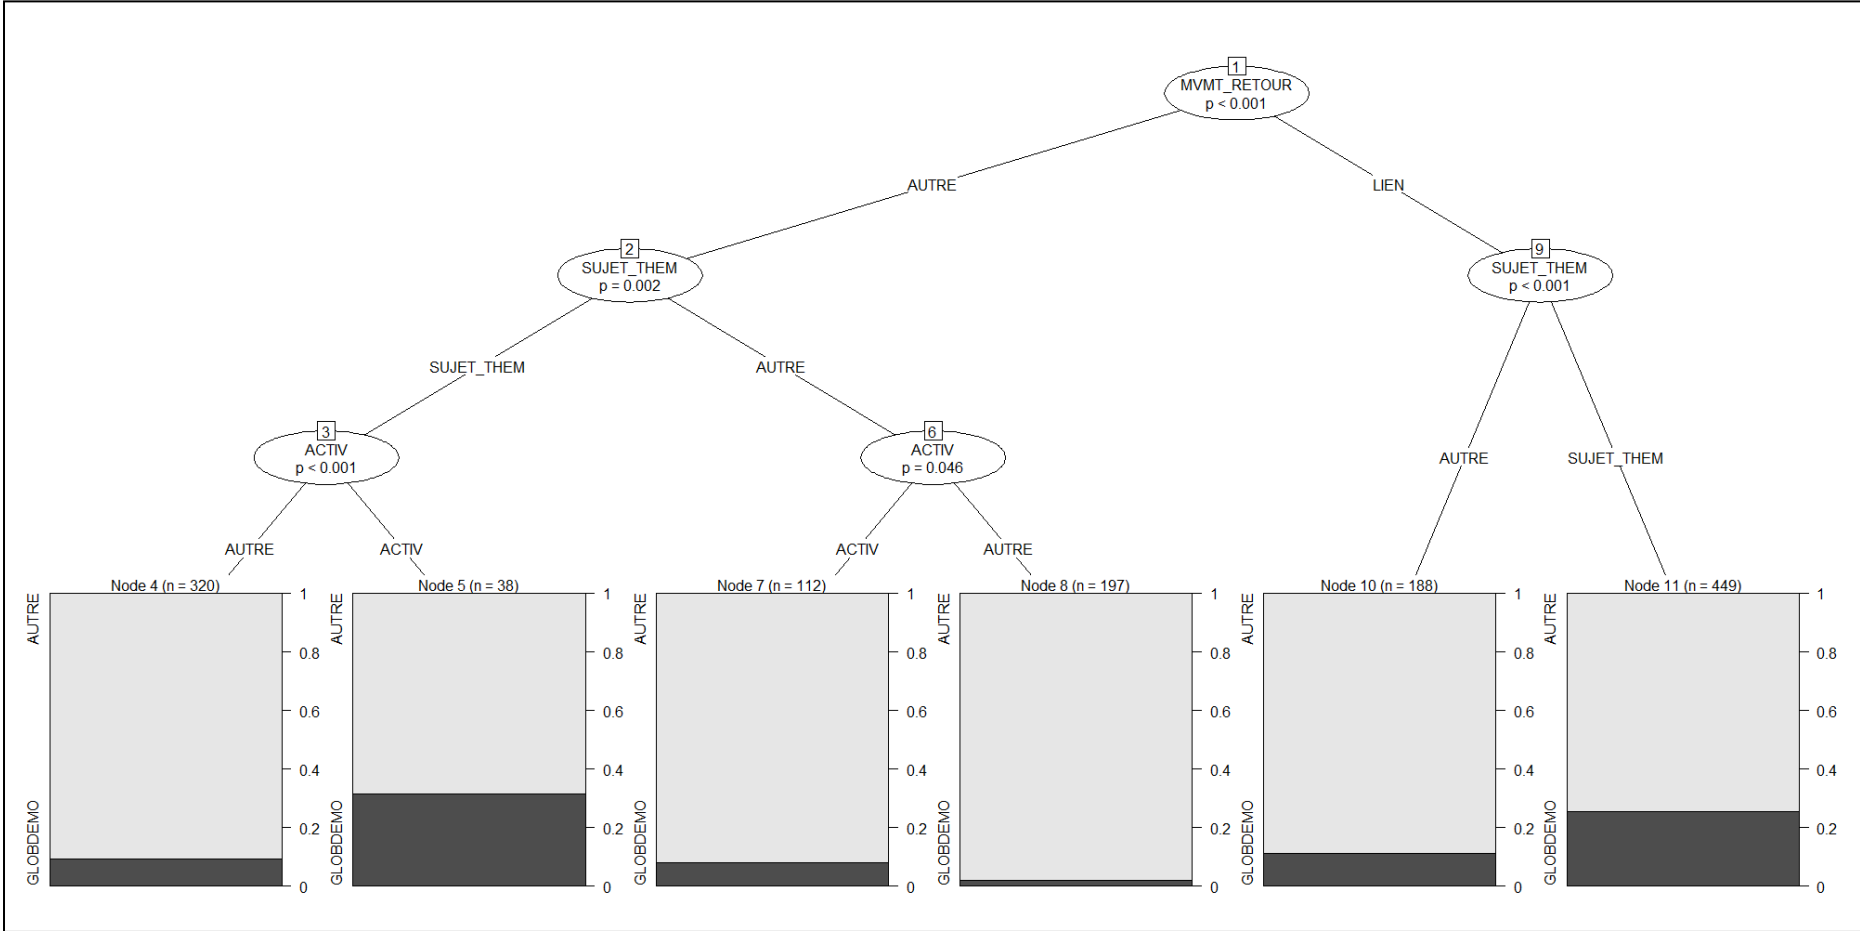 1
MVMT_RETOUR
p < 0.001
AUTRE
LIEN
2
SUJET_THEM
p = 0.002
9
SUJET_THEM
p < 0.001
SUJET_THEM
AUTRE
3
ACTIV
p < 0.001
6
ACTIV
p = 0.046
AUTRE
SUJET_THEM
AUTRE
ACTIV
ACTIV
AUTRE
Node 4 (n = 320)
AUTRE
GLOBDEMO
1
0.8
0.6
0.4
0.2
0
Node 5 (n = 38)
AUTRE
GLOBDEMO
1
0.8
0.6
0.4
0.2
0
Node 7 (n = 112)
AUTRE
GLOBDEMO
1
0.8
0.6
0.4
0.2
0
Node 8 (n = 197)
AUTRE
GLOBDEMO
1
0.8
0.6
0.4
0.2
0
Node 10 (n = 188)
AUTRE
GLOBDEMO
1
0.8
0.6
0.4
0.2
0
Node 11 (n = 449)
AUTRE
GLOBDEMO
1
0.8
0.6
0.4
0.2
0